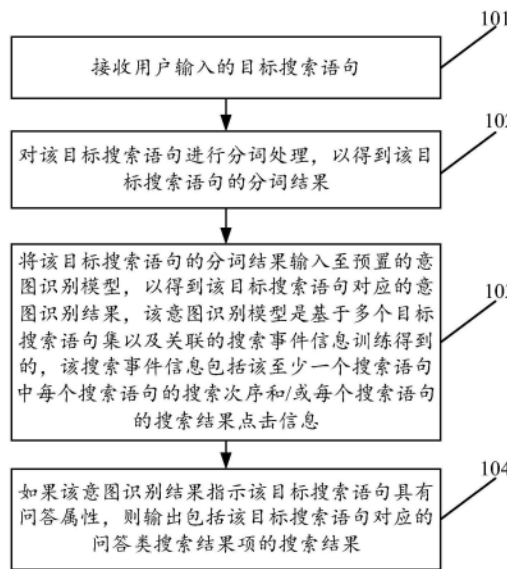 101
接收用户输入的目标搜索语句
102
对该目标搜索语句进行分词处理，以得到该目
标搜索语句的分词结果
103
将该目标搜索语句的分词结果输入至预置的意
图识别模型，以得到该目标搜索语句对应的意
图识别结果，该意图识别模型是基于多个目标
搜索语句集以及关联的搜索事件信息训练得到
的，该搜索事件信息包括该至少一个搜索语句
中每个搜索语句的搜索次序和/或每个搜索语句
的搜索结果点击信息
104
如果该意图识别结果指示该目标搜索语句具有
问答属性，则输出包括该目标搜索语句对应的
问答类搜索结果项的搜索结果